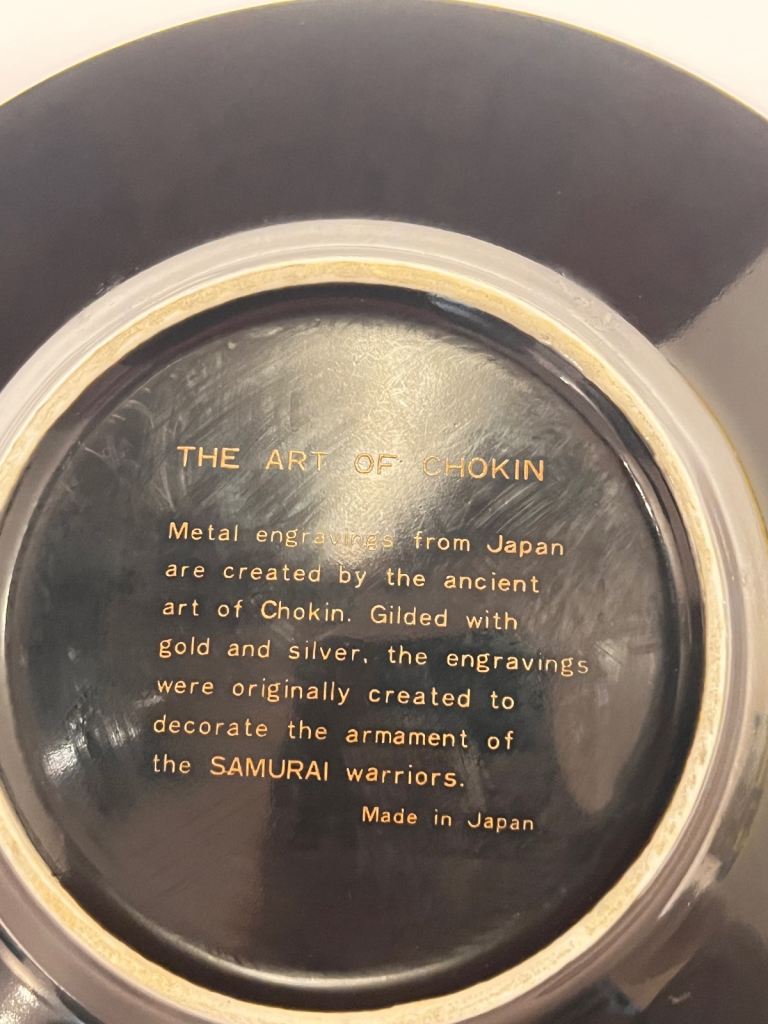 THE ART OF CHOKIN
Metal engravings from Japan
are created by the ancient
art of Chokin. Gilded with
gold and silver, the engravings
were originally created to
decorate the armament of
the SAMURAI warriors.
Made in Japan